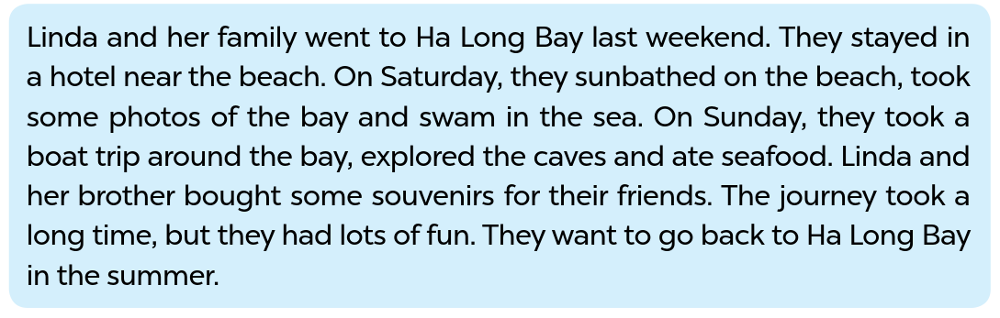 Linda and her family went to Ha Long Bay last weekend. They stayed in
a hotel near the beach. On Saturday, they sunbathed on the beach, took
some photos of the bay and swam in the sea. On Sunday, they took a
boat trip around the bay, explored the caves and ate seafood. Linda and
her brother bought some souvenirs for their friends. The journey took a
long time, but they had lots of fun. They want to go back to Ha Long Bay
in the summer.